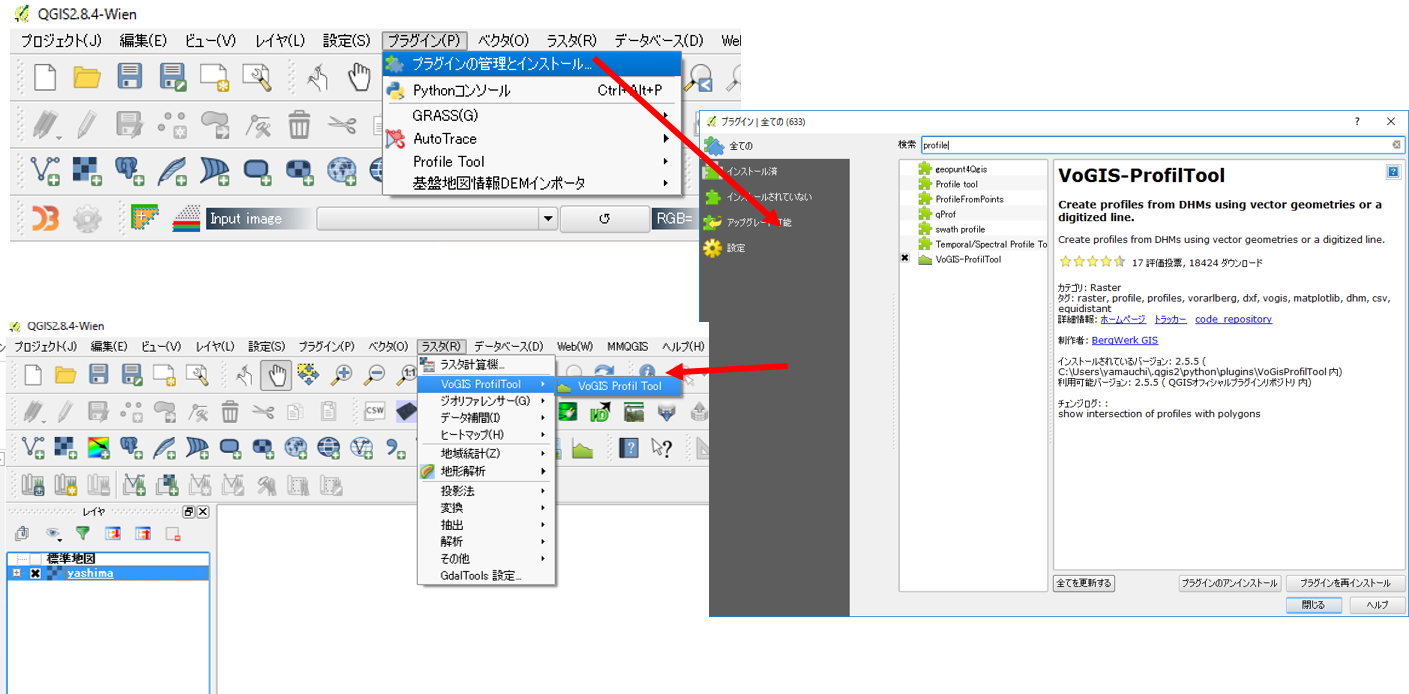 QGIS2.8.4-Wien
プロジェクト(J) 編集(E) ビュー(V) レイヤ(L) 設定(S) プラグイン(P) ベクタ(O) ラスタ(R) データベース(D) Web
プラグインの管理とインストール...
Pythonコンソール Ctrl+Alt+P
GRASS(G)
AutoTrace
Profile Tool
基盤地図情報DEMインポータ
Input image
RGB=
プラグイン | 全ての (633)
全ての
インストール済
インストールされていない
アップグレード可能
設定
検索 profile
geopunt4Qgis
Profile tool
ProfileFromPoints
qProf
swath profile
Temporal/Spectral Profile To
VoGIS-ProfilTool
VoGIS-ProfilTool
Create profiles from DHMs using vector geometries or a
digitized line.
Create profiles from DHMs using vector geometries or a digitized line.
17 評価投票, 18424 ダウンロード
カテゴリ: Raster
タグ: raster, profile, profiles, vorarlberg, dxf, vogis, matplotlib, dhm, csv,
equidistant
詳細情報: ホームページ トラッカー code repository
制作者: BergWerk GIS
インストールされているバージョン: 2.5.5 (
C:\Users\yamauchi\.qgis2\python\plugins\VoGisProfilTool 内)
利用可能バージョン: 2.5.5 ( QGISオフィシャルプラグインリポジトリ 内)
チェンジログ: :
show intersection of profiles with polygons
全てを更新する プラグインのアンインストール プラグインを再インストール
閉じる ヘルプ
QGIS2.8.4-Wien
プロジェクト(J) 編集(E) ビュー(V) レイヤ(L) 設定(S) プラグイン(P) ベクタ(O) ラスタ(R) データベース(D) Web(W) MMQGIS ヘルプ(H)
ラスタ計算機...
VoGIS ProfilTool
VoGIS Profil Tool
ジオリファレンサー(G)
データ補間(I)
ヒートマップ(H)
地域統計(Z)
地形解析
投影法
変換
抽出
解析
その他
GdalTools 設定...
CSW
レイヤ
標準地図
yashima